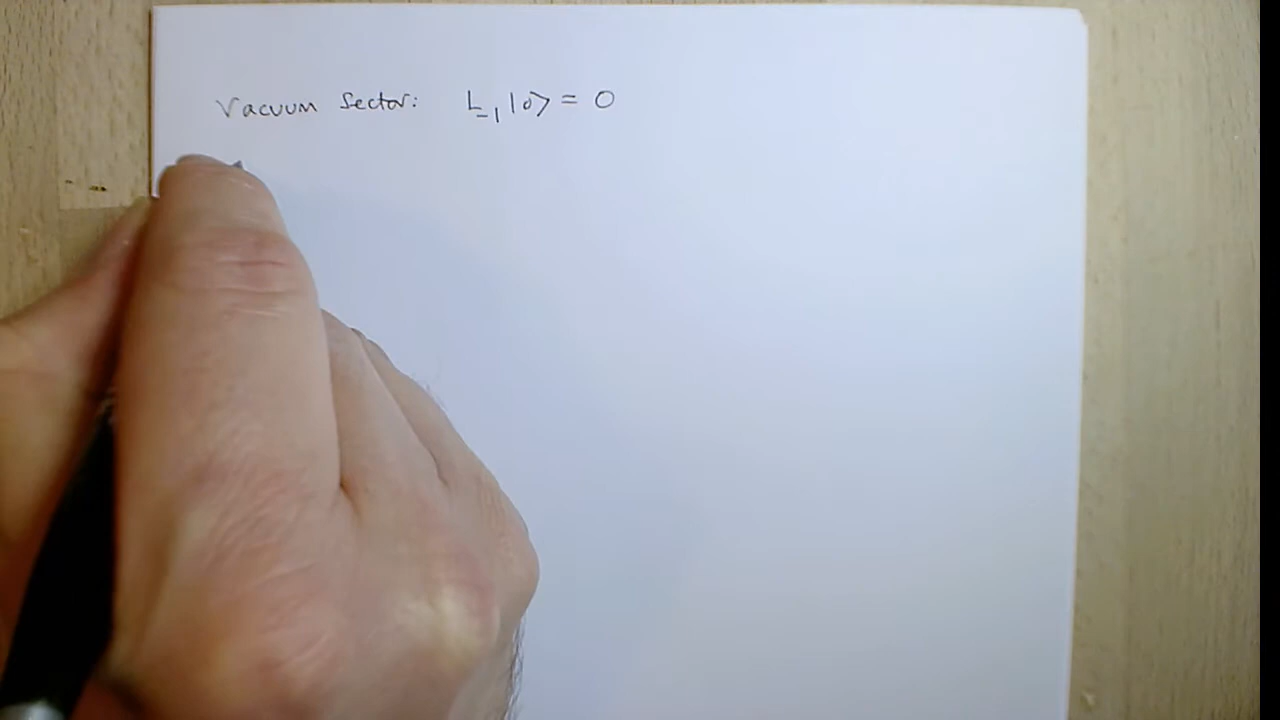 Vacuum Sector: L₋₁|0⟩ = 0